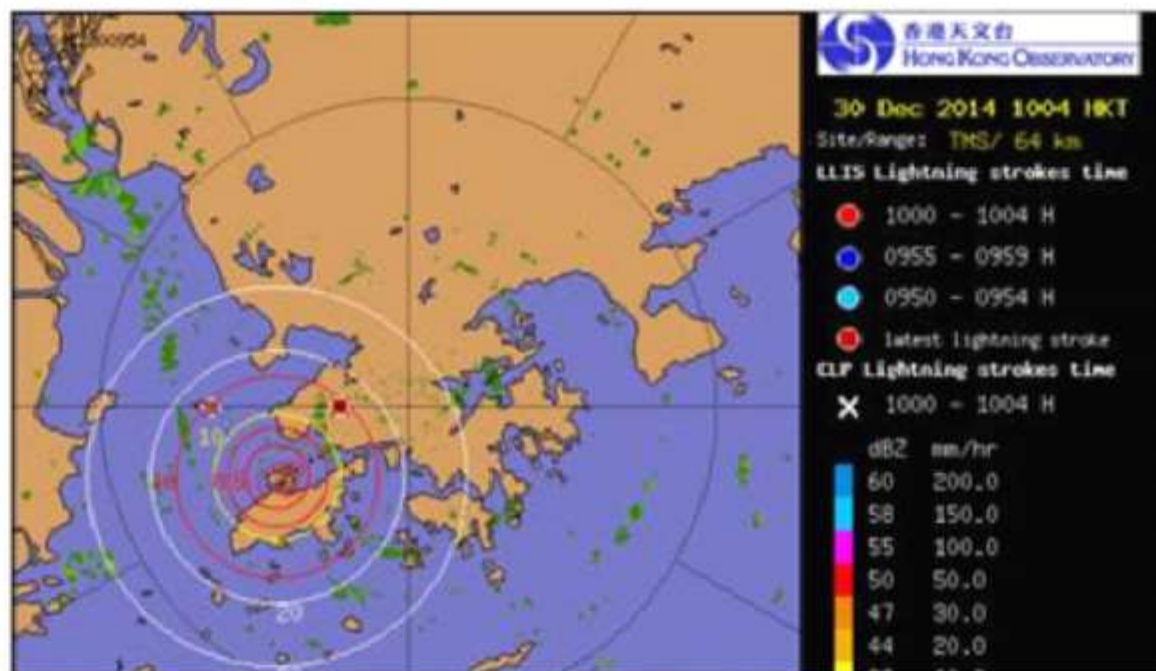 香港天文台
HONG KONG OBSERVATORY
30 Dec 2014 1004 HKT
Site/Range: TMS/ 64 km
LLIS Lightning strokes time
1000 - 1004 H
0955 - 0959 H
0950 - 0954 H
latest lightning stroke
CLP Lightning strokes time
1000 - 1004 H
dBZ mm/hr
60 200.0
58 150.0
55 100.0
50 50.0
47 30.0
44 20.0
10
20